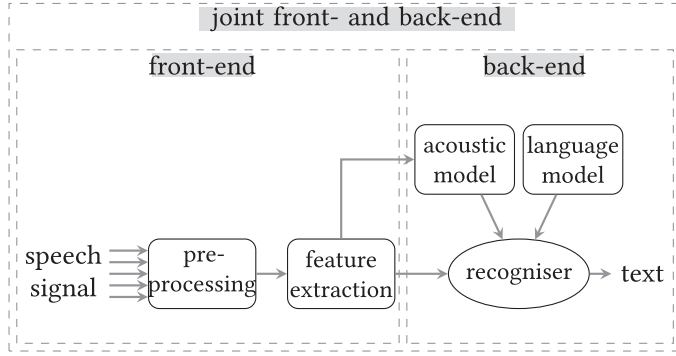 joint front- and back-end
front-end
back-end
acoustic
model
language
model
speech
signal
pre-
processing
feature
extraction
recogniser
text